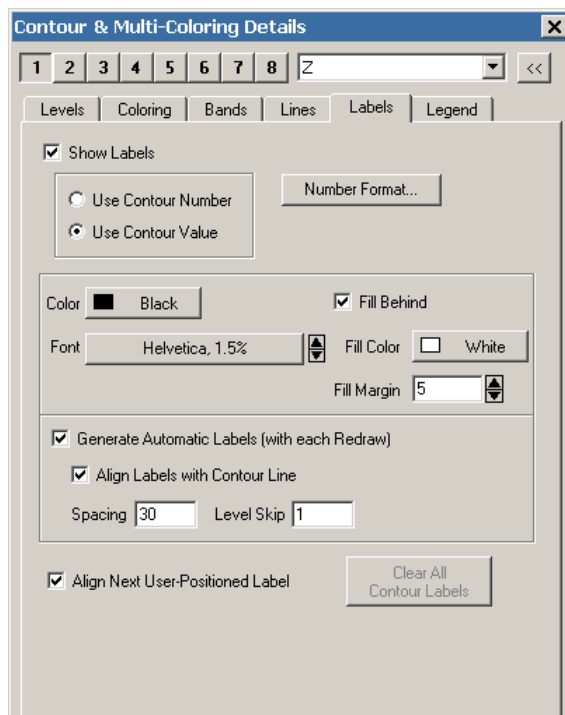 Contour & Multi-Coloring Details
1 2 3 4 5 6 7 8 Z <<
Levels Coloring Bands Lines Labels Legend
Show Labels
Use Contour Number
Number Format...
Use Contour Value
Color Black Fill Behind
Font Helvetica, 1.5% Fill Color White
Fill Margin 5
Generate Automatic Labels (with each Redraw)
Align Labels with Contour Line
Spacing 30 Level Skip 1
Align Next User-Positioned Label
Clear All
Contour Labels